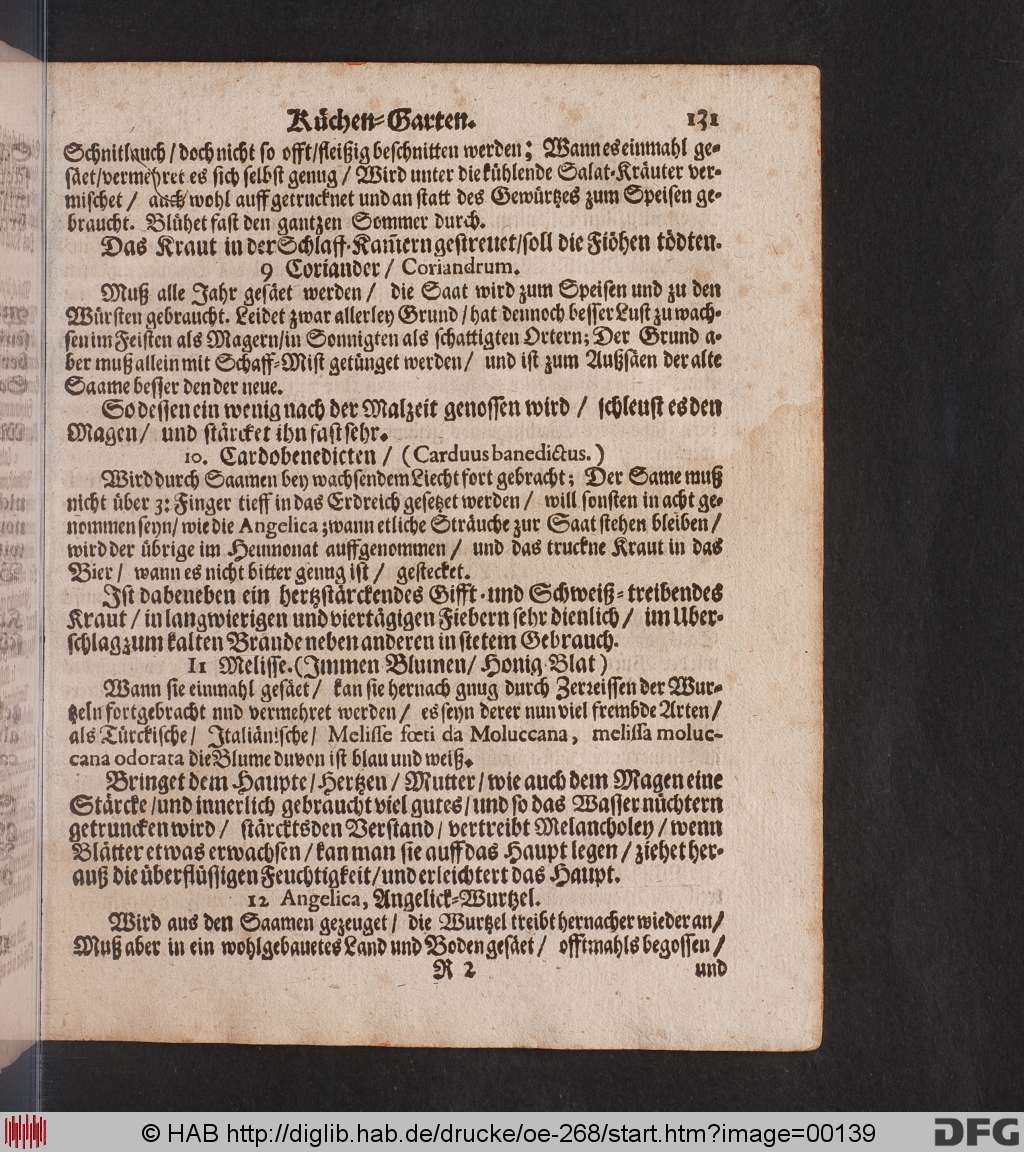 Küchen-Garten. 131
Schnitlauch / doch nicht so offt / fleißig beschnitten werden; Wann es einmahl ge-
säet / vermehret es sich selbst genug / Wird unter die kühlende Salat-Kräuter ver-
mischet / auch wohl auff getrucknet und an statt des Gewürtzes zum Speisen ge-
braucht. Blühet fast den gantzen Sommer durch.
Das Kraut in der Schlaff-Kam̃ern gestreuet / soll die Flöhen tödten.
9 Coriander / Coriandrum.
Muß alle Jahr gesäet werden / die Saat wird zum Speisen und zu den
Würsten gebraucht. Leidet zwar allerley Grund / hat dennoch besser Lust zu wach-
sen im Feisten als Magern / in Sonnigten als schattigten Ortern; Der Grund a-
ber muß allein mit Schaff-Mist getünget werden / und ist zum Außsäen der alte
Saame besser den der neue.
So dessen ein wenig nach der Malzeit genossen wird / schleust es den
Magen / und stärcket ihn fast sehr.
10. Cardobenedicten / (Carduus banedictus.)
Wird durch Saamen bey wachsendem Liecht fort gebracht; Der Same muß
nicht über 3: Finger tieff in das Erdreich gesetzet werden / will sonsten in acht ge-
nommen seyn / wie die Angelica; wann etliche Sträuche zur Saat stehen bleiben /
wird der übrige im Heumonat auffgenommen / und das truckne Kraut in das
Bier / wann es nicht bitter genug ist / gestecket.
Ist dabeneben ein hertzstärckendes Gifft- und Schweiß-treibendes
Kraut / in langwierigen und viertägigen Fiebern sehr dienlich / im Uber-
schlag zum kalten Brande neben anderen in stetem Gebrauch.
11 Melisse. (Immen Blumen / Honig Blat)
Wann sie einmahl gesäet / kan sie hernach gnug durch Zerreissen der Wur-
tzeln fortgebracht nnd vermehret werden / es seyn derer nun viel frembde Arten /
als Türckische / Italiänische / Melisse fœti da Moluccana, melissa moluc-
cana odorata die Blume duvon ist blau und weiß.
Bringet dem Haupte / Hertzen / Mutter / wie auch dem Magen eine
Stärcke / und innerlich gebraucht viel gutes / und so das Wasser nüchtern
getruncken wird / stärckts den Verstand / vertreibt Melancholey / wenn
Blätter etwas erwachsen / kan man sie auff das Haupt legen / ziehet her-
auß die überflüssigen Feuchtigkeit / und erleichtert das Haupt.
12 Angelica, Angelick-Wurtzel.
Wird aus den Saamen gezeuget / die Wurtzel treibt hernacher wieder an /
Muß aber in ein wohlgebauetes Land und Boden gesäet / offtmahls begossen /
R 2 und
© HAB http://diglib.hab.de/drucke/oe-268/start.htm?image=00139
DFG